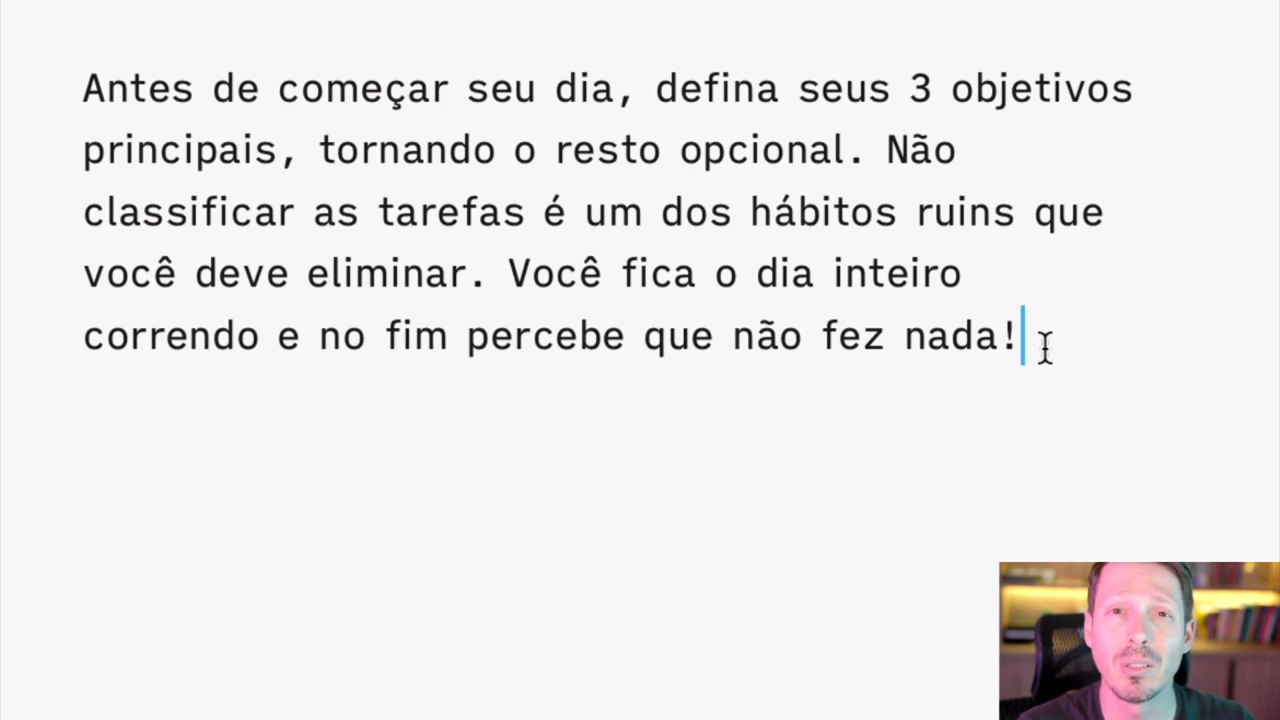 Antes de começar seu dia, defina seus 3 objetivos
principais, tornando o resto opcional. Não
classificar as tarefas é um dos hábitos ruins que
você deve eliminar. Você fica o dia inteiro
correndo e no fim percebe que não fez nada!